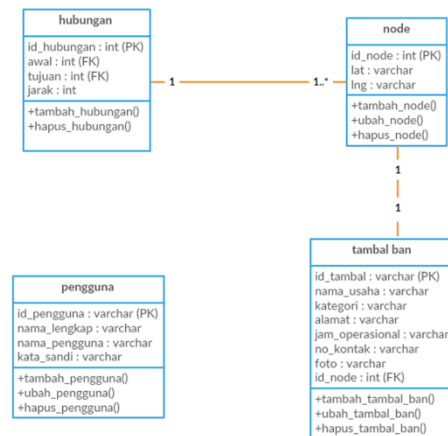 hubungan
id_hubungan : int (PK)
awal : int (FK)
tujuan : int (FK)
jarak : int
+tambah_hubungan()
+hapus_hubungan()
1
1..*
node
id_node : int (PK)
lat : varchar
lng : varchar
+tambah_node()
+ubah_node()
+hapus_node()
1
1
tambal ban
id_tambal : varchar (PK)
nama_usaha : varchar
kategori : varchar
alamat : varchar
jam_operasional : varchar
no_kontak : varchar
foto : varchar
id_node : int (FK)
+tambah_tambal_ban()
+ubah_tambal_ban()
+hapus_tambal_ban()
pengguna
id_pengguna : varchar (PK)
nama_lengkap : varchar
nama_pengguna : varchar
kata_sandi : varchar
+tambah_pengguna()
+ubah_pengguna()
+hapus_pengguna()